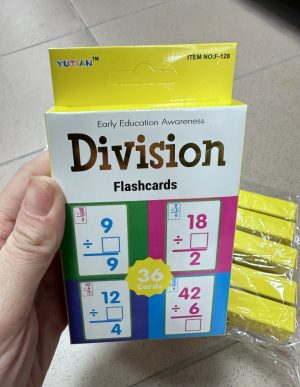 YUTIAN™
ITEM NO:F-128
Early Education Awareness
Division
Flashcards
9
÷ □
9
18
÷ □
2
36
Cards
12
÷ □
4
42
÷ 6
□